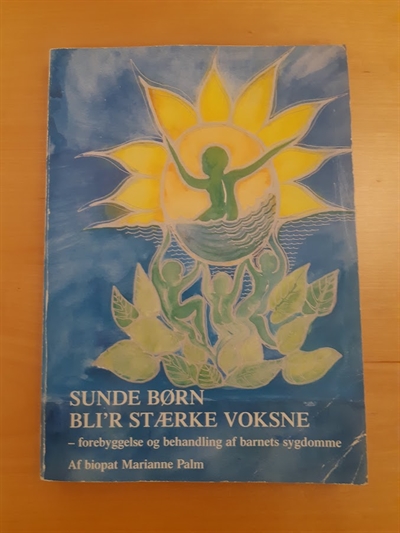 SUNDE BØRN
BLI'R STÆRKE VOKSNE
– forebyggelse og behandling af barnets sygdomme
Af biopat Marianne Palm